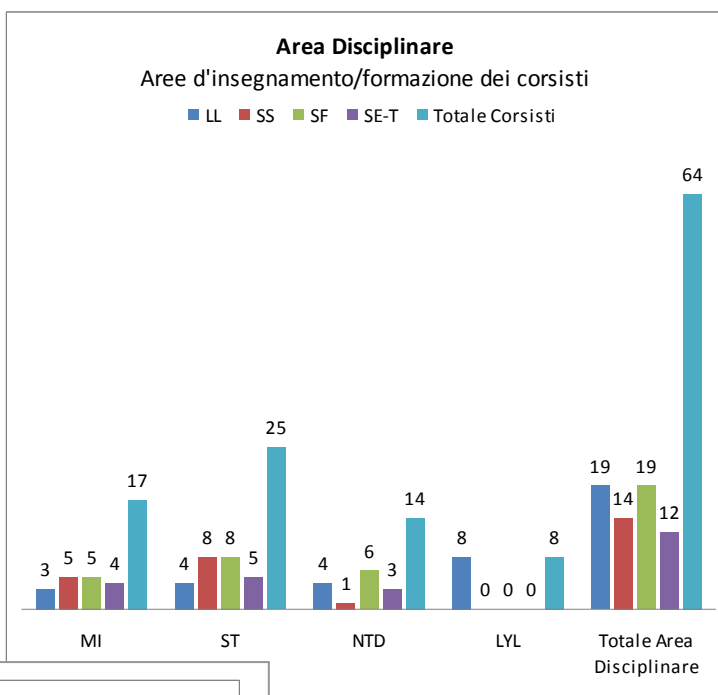 Area Disciplinare
Aree d'insegnamento/formazione dei corsisti
LL SS SF SE-T Totale Corsisti
64
25
19 19
17
14 14
12
8 8 8 8
6
5 5 5
4 4 4
3 3
1
0 0 0
MI ST NTD LYL Totale Area
Disciplinare